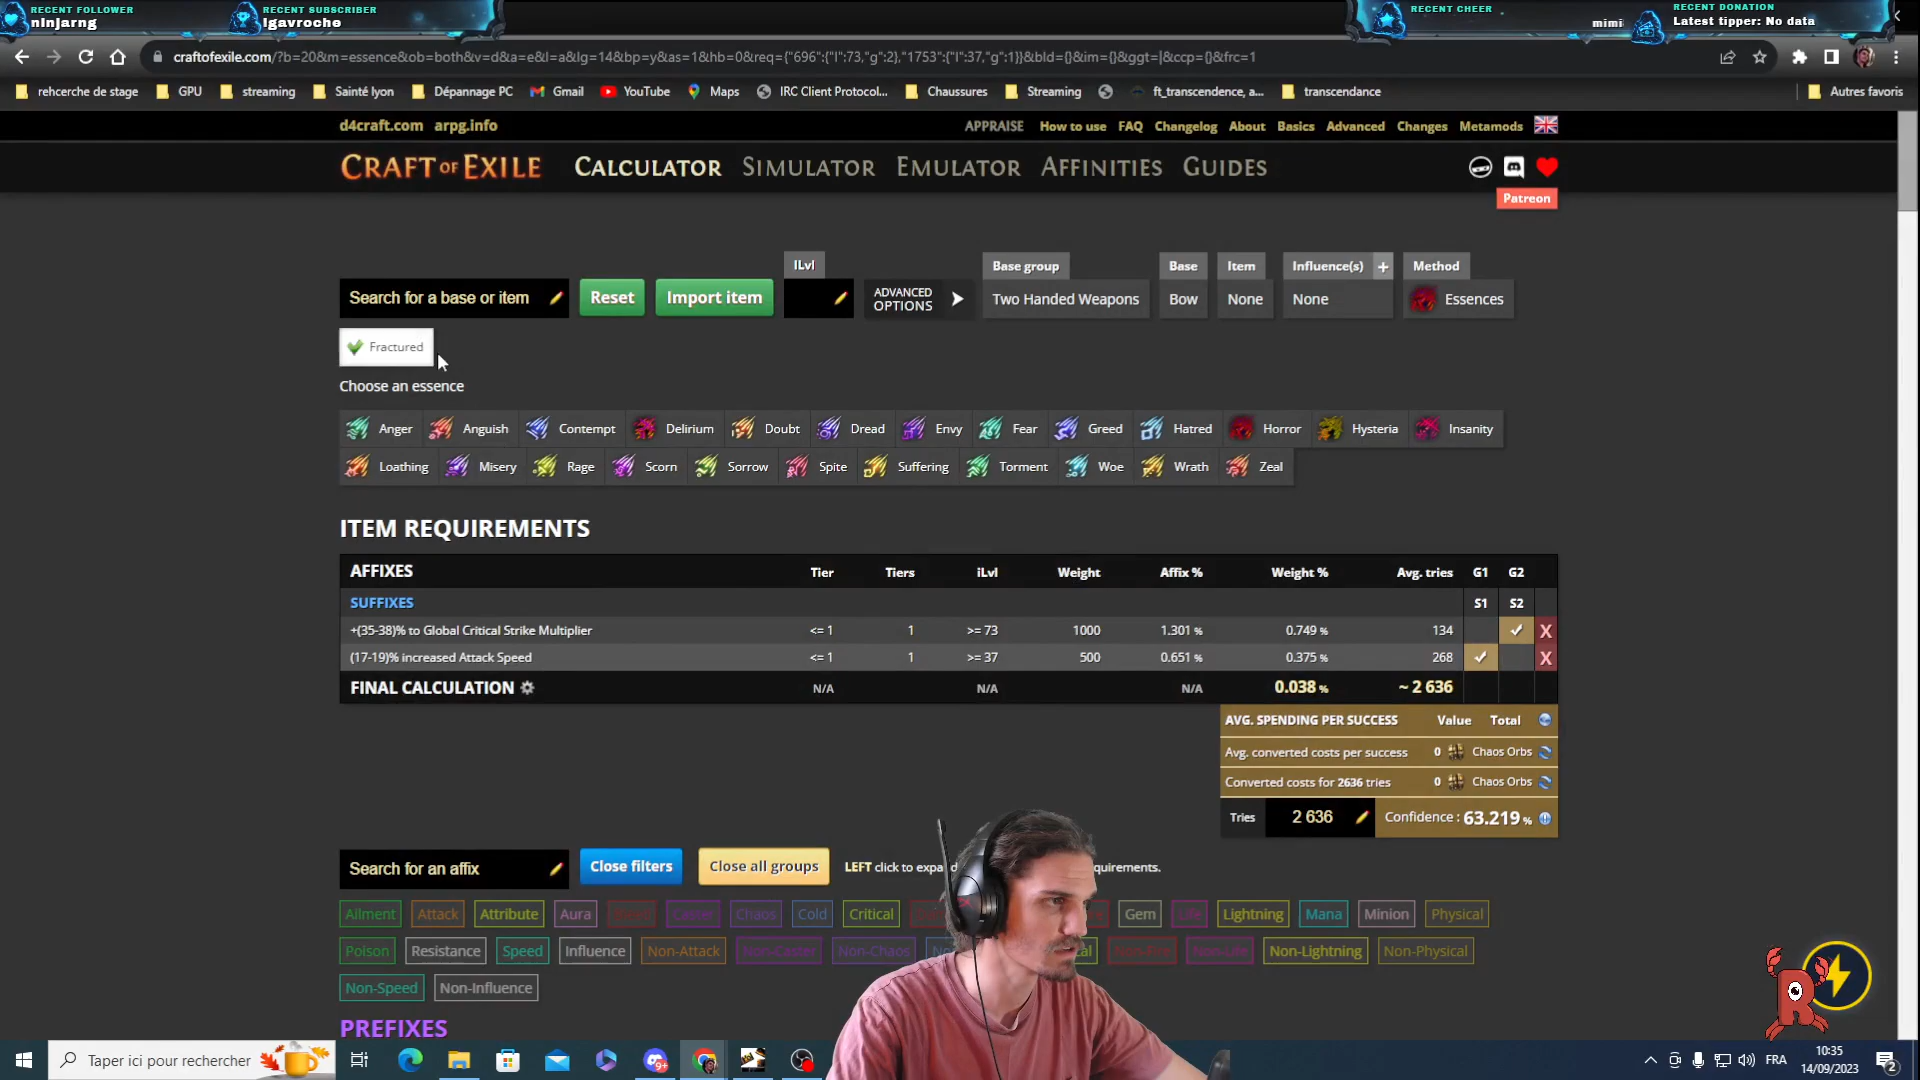 RECENT FOLLOWER
ninjarng
RECENT SUBSCRIBER
lgavroche
RECENT CHEER
mimi
RECENT DONATION
Latest tipper: No data
craftofexile.com/?b=20&m=essence&ob=both&v=d&a=e&l=a&lg=14&bp=y&as=1&hb=0&req={"696":{"l":73,"g":2},"1753":{"l":37,"g":1}}&bld={}&im={}&ggt=|&ccp={}&frc=1
rehcerche de stage
GPU
streaming
Sainté lyon
Dépannage PC
Gmail
YouTube
Maps
IRC Client Protocol...
Chaussures
Streaming
ft_transcendence, a...
transcendance
Autres favoris
d4craft.com arpg.info
APPRAISE How to use FAQ Changelog About Basics Advanced Changes Metamods
CRAFT OF EXILE CALCULATOR SIMULATOR EMULATOR AFFINITIES GUIDES
Patreon
ILvl
Base group Base Item Influence(s) + Method
Search for a base or item Reset Import item ADVANCED OPTIONS Two Handed Weapons Bow None None Essences
Fractured
Choose an essence
Anger Anguish Contempt Delirium Doubt Dread Envy Fear Greed Hatred Horror Hysteria Insanity
Loathing Misery Rage Scorn Sorrow Spite Suffering Torment Woe Wrath Zeal
ITEM REQUIREMENTS
AFFIXES Tier Tiers iLvl Weight Affix % Weight % Avg. tries G1 G2
SUFFIXES S1 S2
+(35-38)% to Global Critical Strike Multiplier <= 1 1 >= 73 1000 1.301 % 0.749 % 134 X
(17-19)% increased Attack Speed <= 1 1 >= 37 500 0.651 % 0.375 % 268 X
FINAL CALCULATION N/A N/A N/A 0.038 % ~ 2 636
AVG. SPENDING PER SUCCESS Value Total
Avg. converted costs per success 0 Chaos Orbs
Converted costs for 2636 tries 0 Chaos Orbs
Tries 2 636 Confidence : 63.219 %
Search for an affix Close filters Close all groups LEFT click to
Ailment Attack Attribute Aura Caster Chaos Cold Critical Gem Life Lightning Mana Minion Physical
Poison Resistance Speed Influence Non-Attack Non-Caster Non-Chaos Non-Fire Non-Life Non-Lightning Non-Physical
Non-Speed Non-Influence
PREFIXES
Taper ici pour rechercher
9+
FRA
10:35
14/09/2023
2